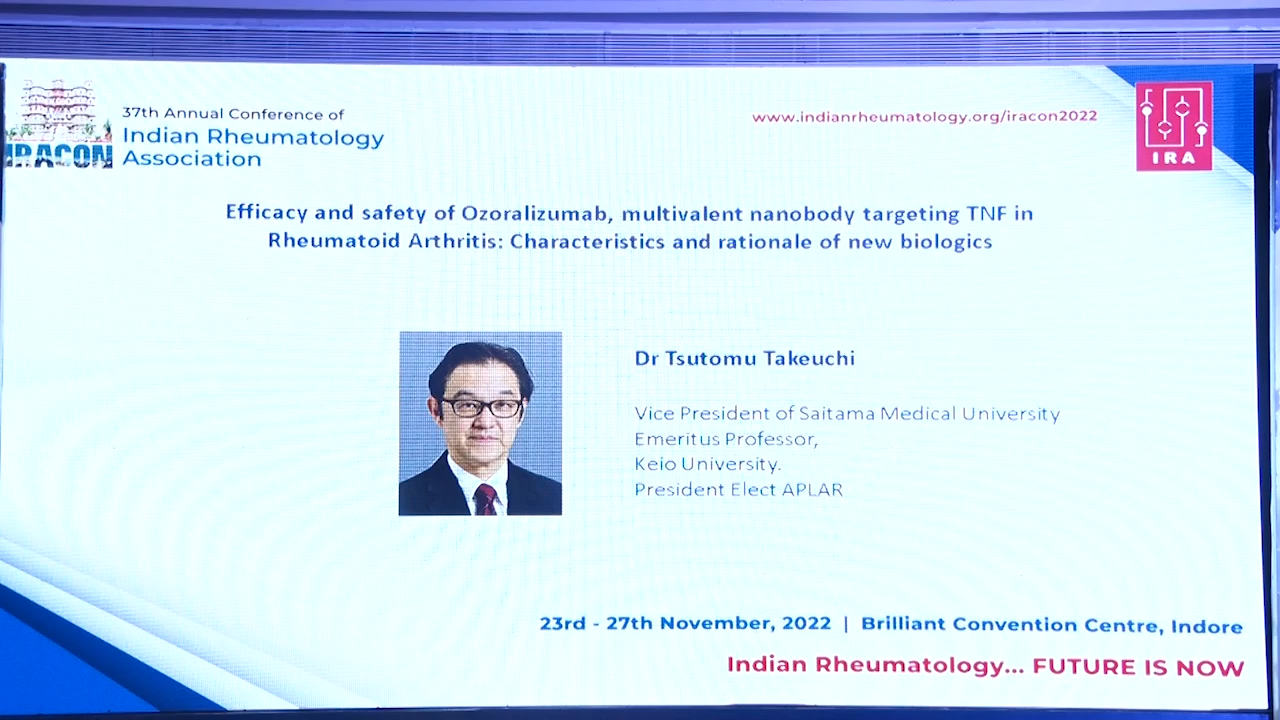 37th Annual Conference of
Indian Rheumatology
Association
IRACON
www.indianrheumatology.org/iracon2022
IRA
Efficacy and safety of Ozoralizumab, multivalent nanobody targeting TNF in
Rheumatoid Arthritis: Characteristics and rationale of new biologics
Dr Tsutomu Takeuchi
Vice President of Saitama Medical University
Emeritus Professor,
Keio University.
President Elect APLAR
23rd - 27th November, 2022 | Brilliant Convention Centre, Indore
Indian Rheumatology... FUTURE IS NOW